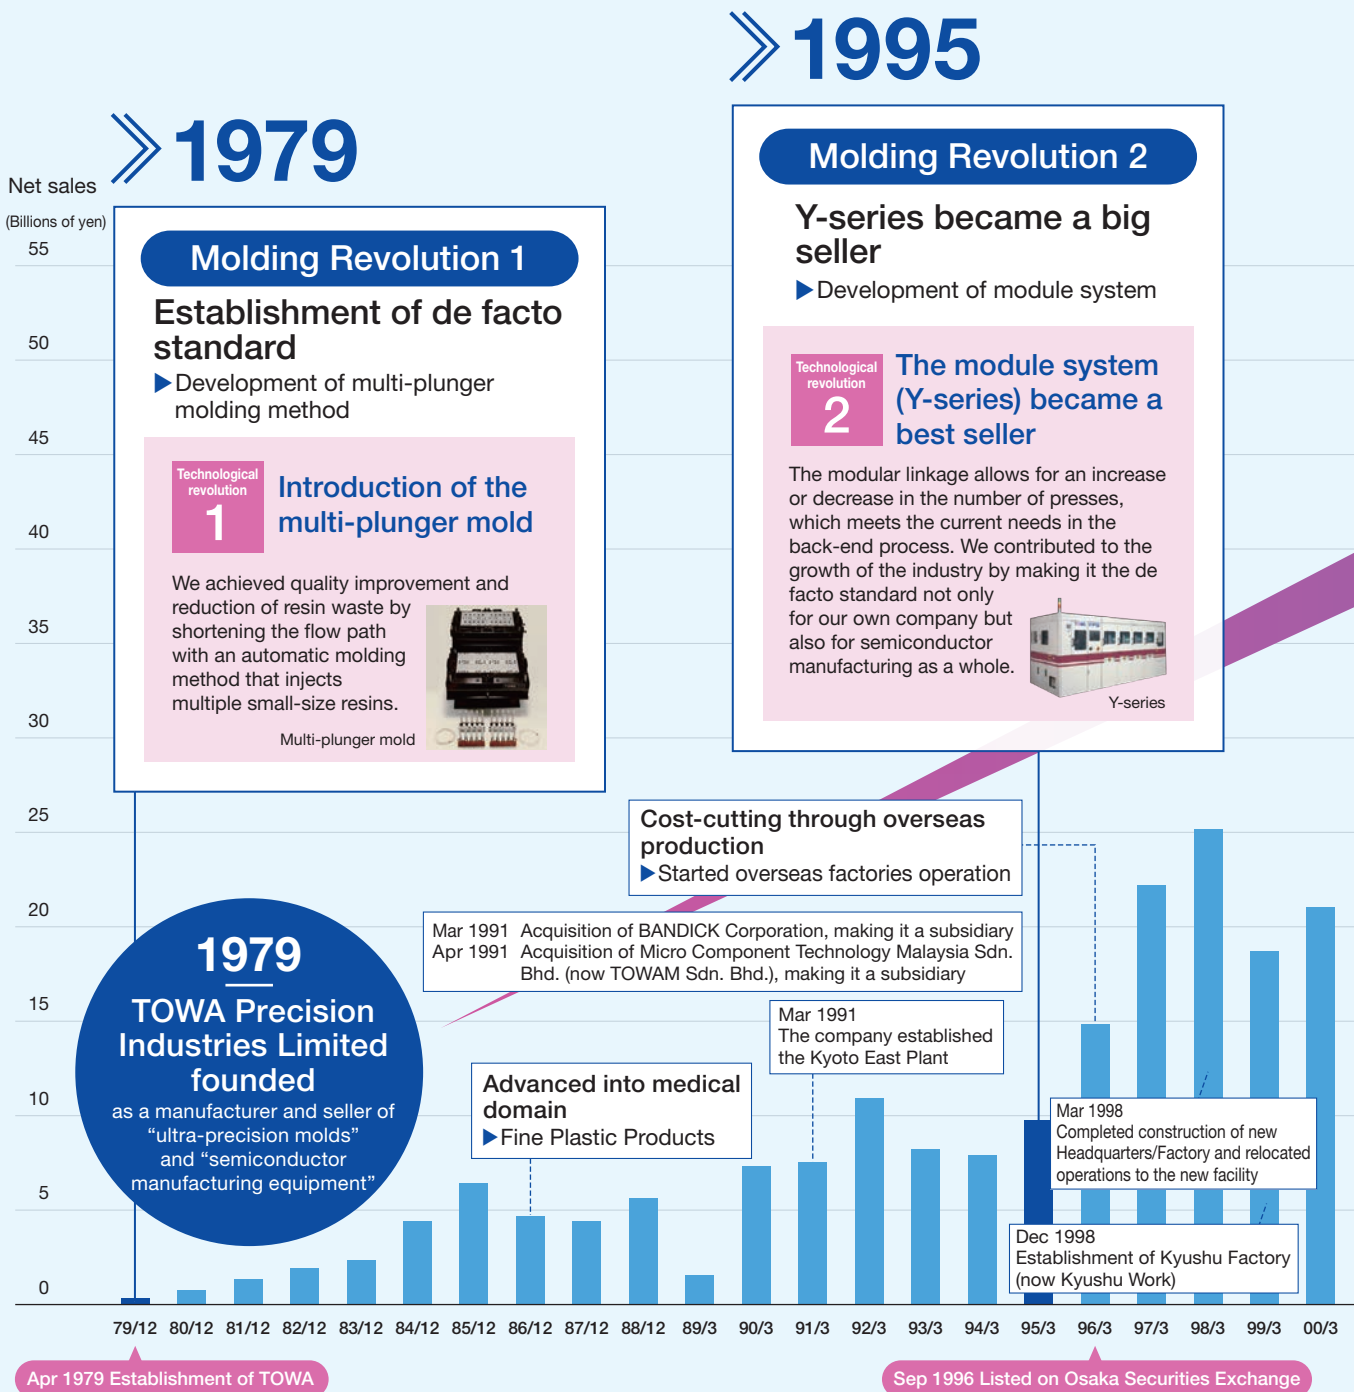 1979
1995
Net sales
(Billions of yen)
55
50
45
40
35
30
25
20
15
10
5
0
Molding Revolution 1
Establishment of de facto
standard
Development of multi-plunger
molding method
Technological
revolution
1
Introduction of the
multi-plunger mold
We achieved quality improvement and
reduction of resin waste by
shortening the flow path
with an automatic molding
method that injects
multiple small-size resins.
Multi-plunger mold
Molding Revolution 2
Y-series became a big
seller
Development of module system
Technological
revolution
2
The module system
(Y-series) became a
best seller
The modular linkage allows for an increase
or decrease in the number of presses,
which meets the current needs in the
back-end process. We contributed to the
growth of the industry by making it the de
facto standard not only
for our own company but
also for semiconductor
manufacturing as a whole.
Y-series
Cost-cutting through overseas
production
Started overseas factories operation
Mar 1991 Acquisition of BANDICK Corporation, making it a subsidiary
Apr 1991 Acquisition of Micro Component Technology Malaysia Sdn.
Bhd. (now TOWAM Sdn. Bhd.), making it a subsidiary
1979
TOWA Precision
Industries Limited
founded
as a manufacturer and seller of
“ultra-precision molds”
and “semiconductor
manufacturing equipment”
Mar 1991
The company established
the Kyoto East Plant
Advanced into medical
domain
Fine Plastic Products
Mar 1998
Completed construction of new
Headquarters/Factory and relocated
operations to the new facility
Dec 1998
Establishment of Kyushu Factory
(now Kyushu Work)
79/12 80/12 81/12 82/12 83/12 84/12 85/12 86/12 87/12 88/12 89/3 90/3 91/3 92/3 93/3 94/3 95/3 96/3 97/3 98/3 99/3 00/3
Apr 1979 Establishment of TOWA
Sep 1996 Listed on Osaka Securities Exchange